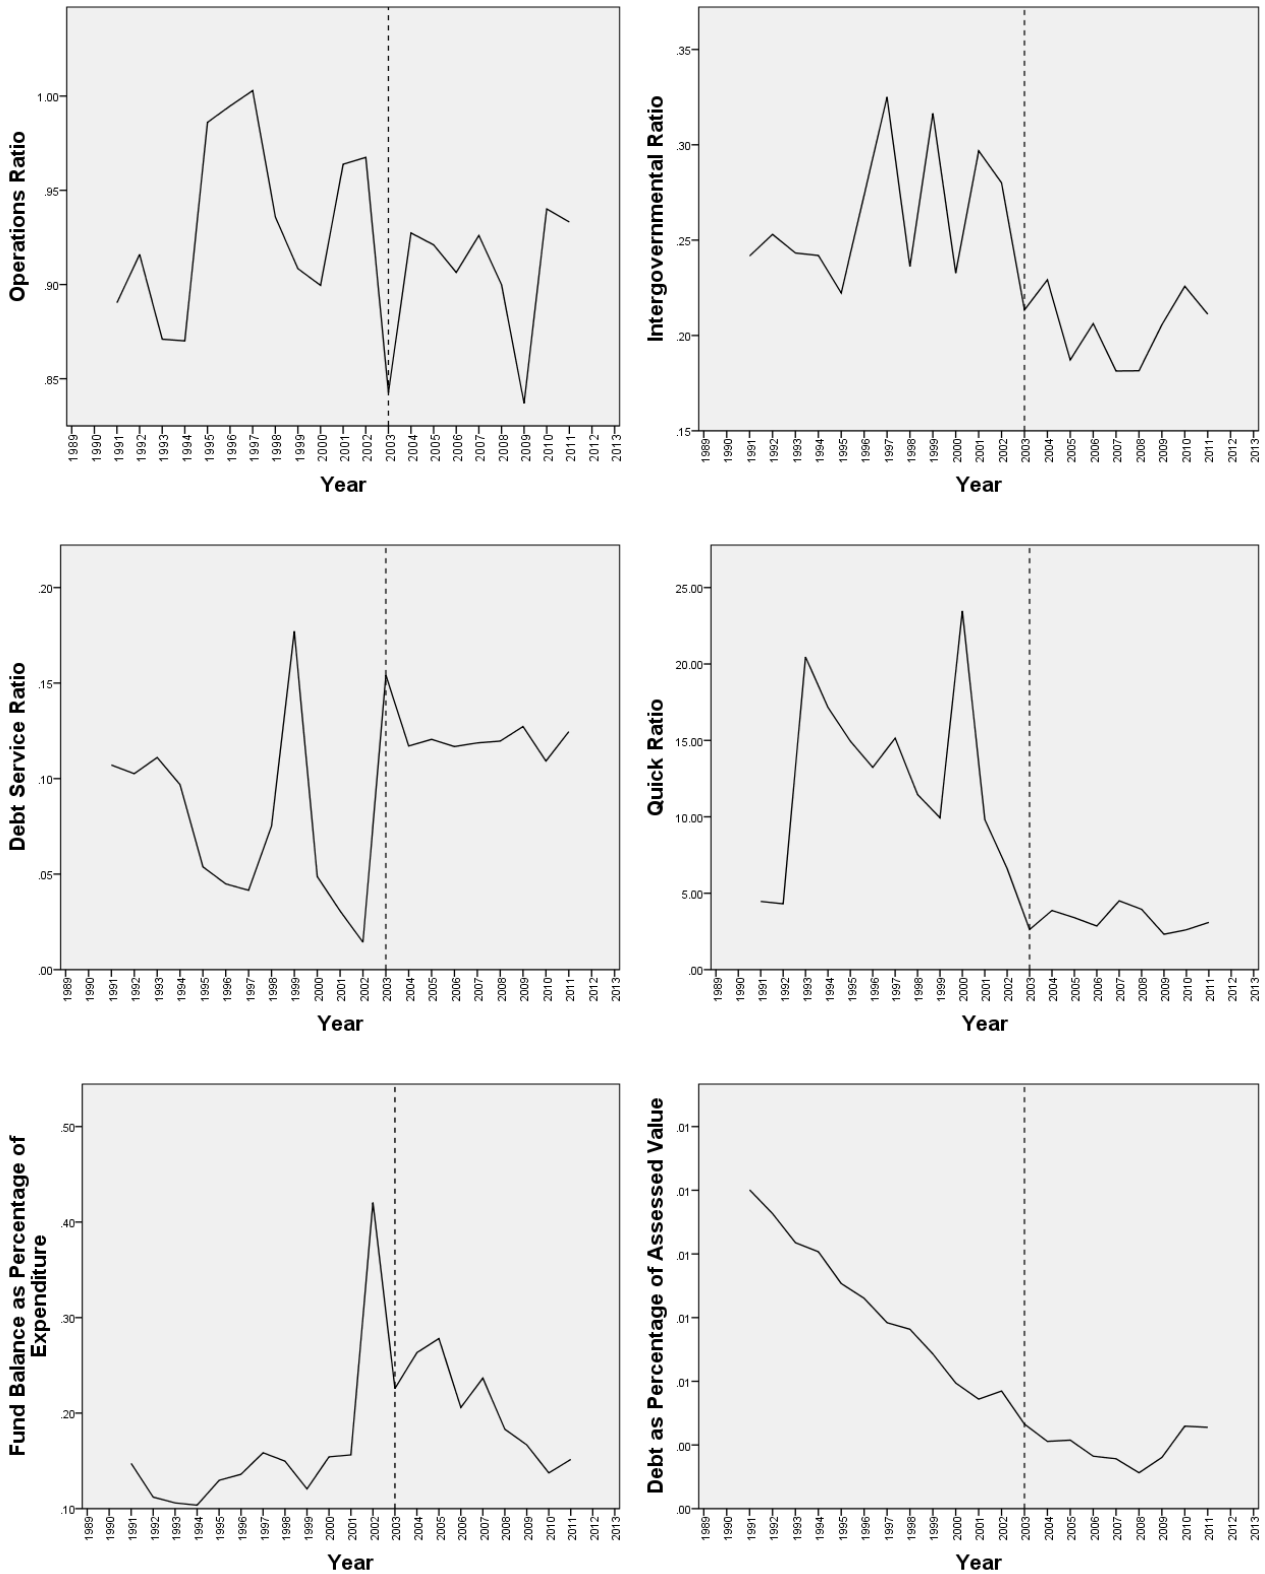 Operations Ratio
1.00
.95
.90
.85
1989 1990 1991 1992 1993 1994 1995 1996 1997 1998 1999 2000 2001 2002 2003 2004 2005 2006 2007 2008 2009 2010 2011 2012 2013
Year
Intergovernmental Ratio
.35
.30
.25
.20
.15
1989 1990 1991 1992 1993 1994 1995 1996 1997 1998 1999 2000 2001 2002 2003 2004 2005 2006 2007 2008 2009 2010 2011 2012 2013
Year
Debt Service Ratio
.20
.15
.10
.05
.00
1989 1990 1991 1992 1993 1994 1995 1996 1997 1998 1999 2000 2001 2002 2003 2004 2005 2006 2007 2008 2009 2010 2011 2012 2013
Year
Quick Ratio
25.00
20.00
15.00
10.00
5.00
.00
1989 1990 1991 1992 1993 1994 1995 1996 1997 1998 1999 2000 2001 2002 2003 2004 2005 2006 2007 2008 2009 2010 2011 2012 2013
Year
Fund Balance as Percentage of
Expenditure
.50
.40
.30
.20
.10
1989 1990 1991 1992 1993 1994 1995 1996 1997 1998 1999 2000 2001 2002 2003 2004 2005 2006 2007 2008 2009 2010 2011 2012 2013
Year
Debt as Percentage of Assessed Value
.01
.01
.01
.01
.01
.00
.00
1989 1990 1991 1992 1993 1994 1995 1996 1997 1998 1999 2000 2001 2002 2003 2004 2005 2006 2007 2008 2009 2010 2011 2012 2013
Year